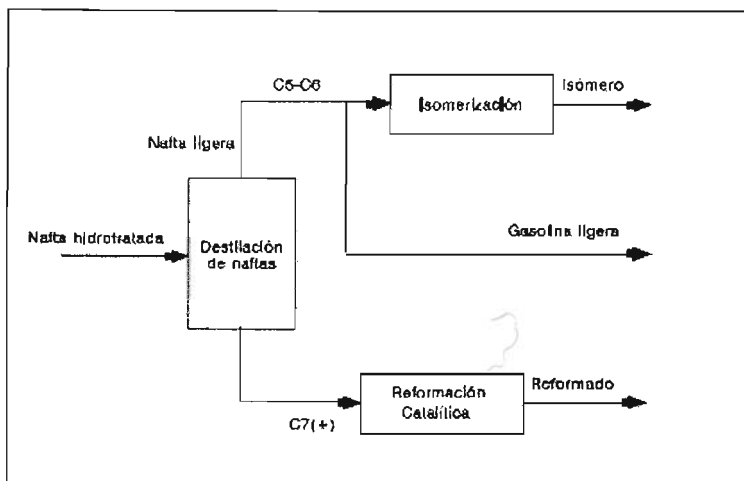 C5-C6
Isómero
Isomerización
Nafta ligera
Nafta hidrotratada
Destilación
de naftas
Gasolina ligera
Reformado
Reformación
Catalítica
C7(+)